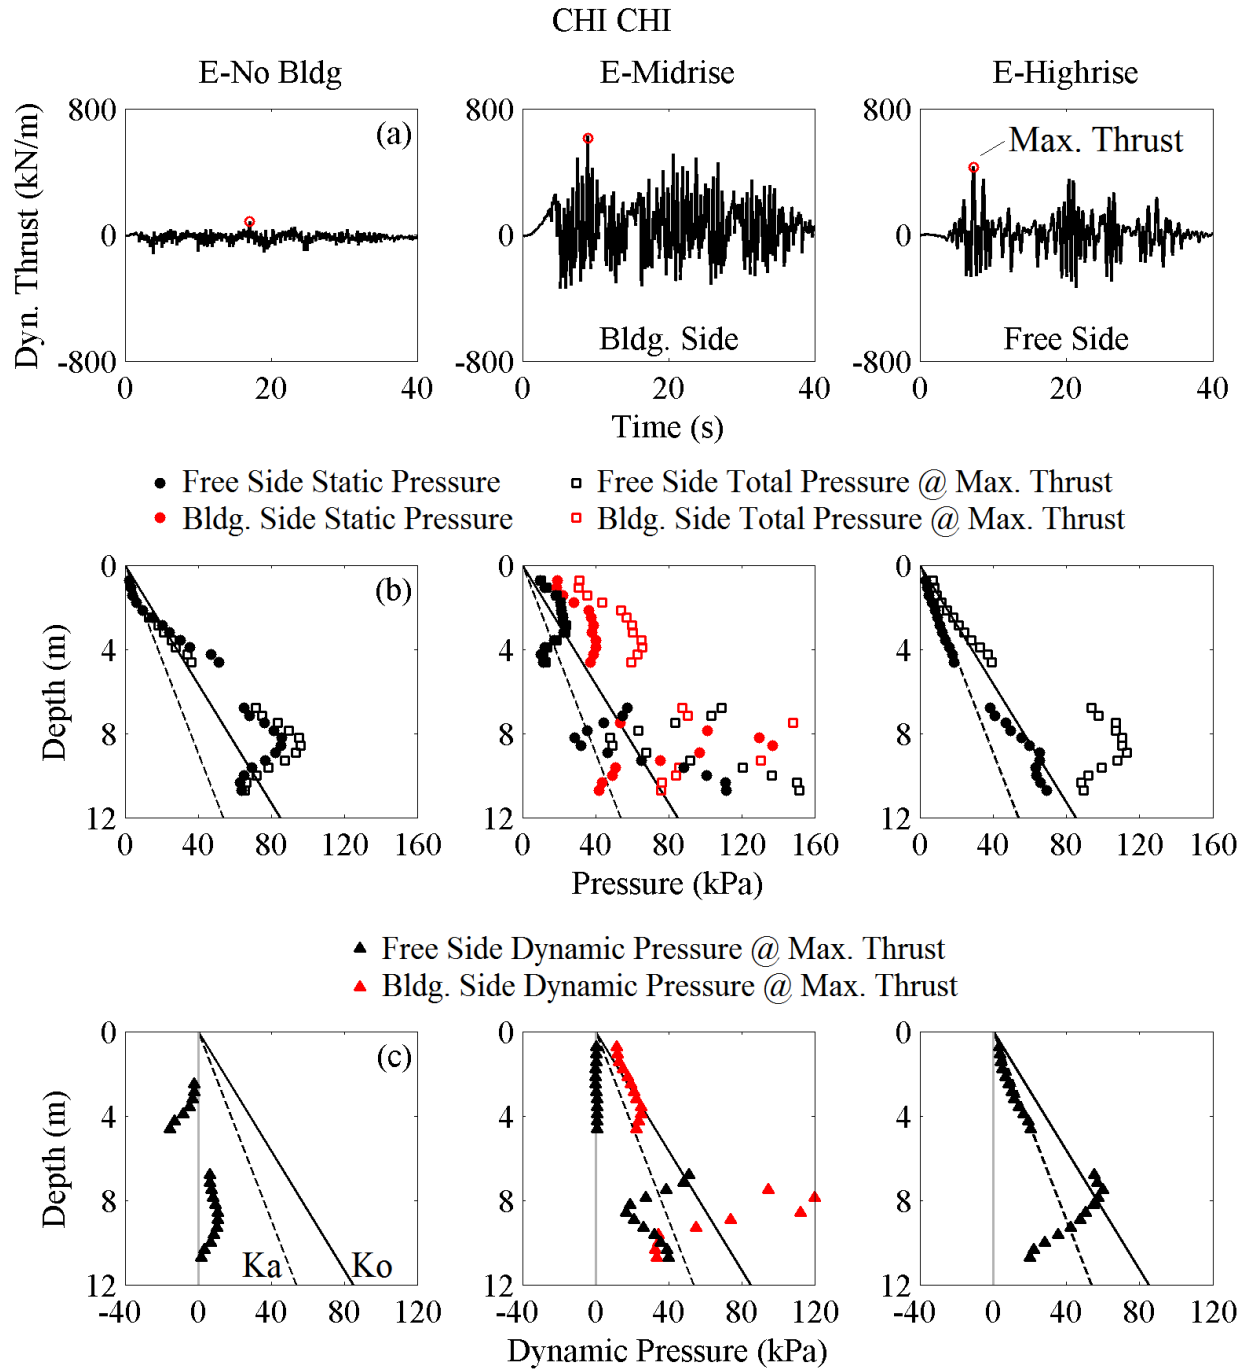 CHI CHI
E-No Bldg E-Midrise E-Highrise
800 800 800
(a) Max. Thrust
Dyn. Thrust (kN/m)
0 0 0
Bldg. Side Free Side
-800 -800 -800
0 20 40 0 20 40 0 20 40
Time (s)
Free Side Static Pressure Free Side Total Pressure @ Max. Thrust
Bldg. Side Static Pressure Bldg. Side Total Pressure @ Max. Thrust
0 0 0
(b)
4 4 4
Depth (m)
8 8 8
12 12 12
0 40 80 120 160 0 40 80 120 160 0 40 80 120 160
Pressure (kPa)
Free Side Dynamic Pressure @ Max. Thrust
Bldg. Side Dynamic Pressure @ Max. Thrust
0 0 0
(c)
4 4 4
Depth (m)
8 8 8
Ka Ko
12 12 12
-40 0 40 80 120 -40 0 40 80 120 -40 0 40 80 120
Dynamic Pressure (kPa)